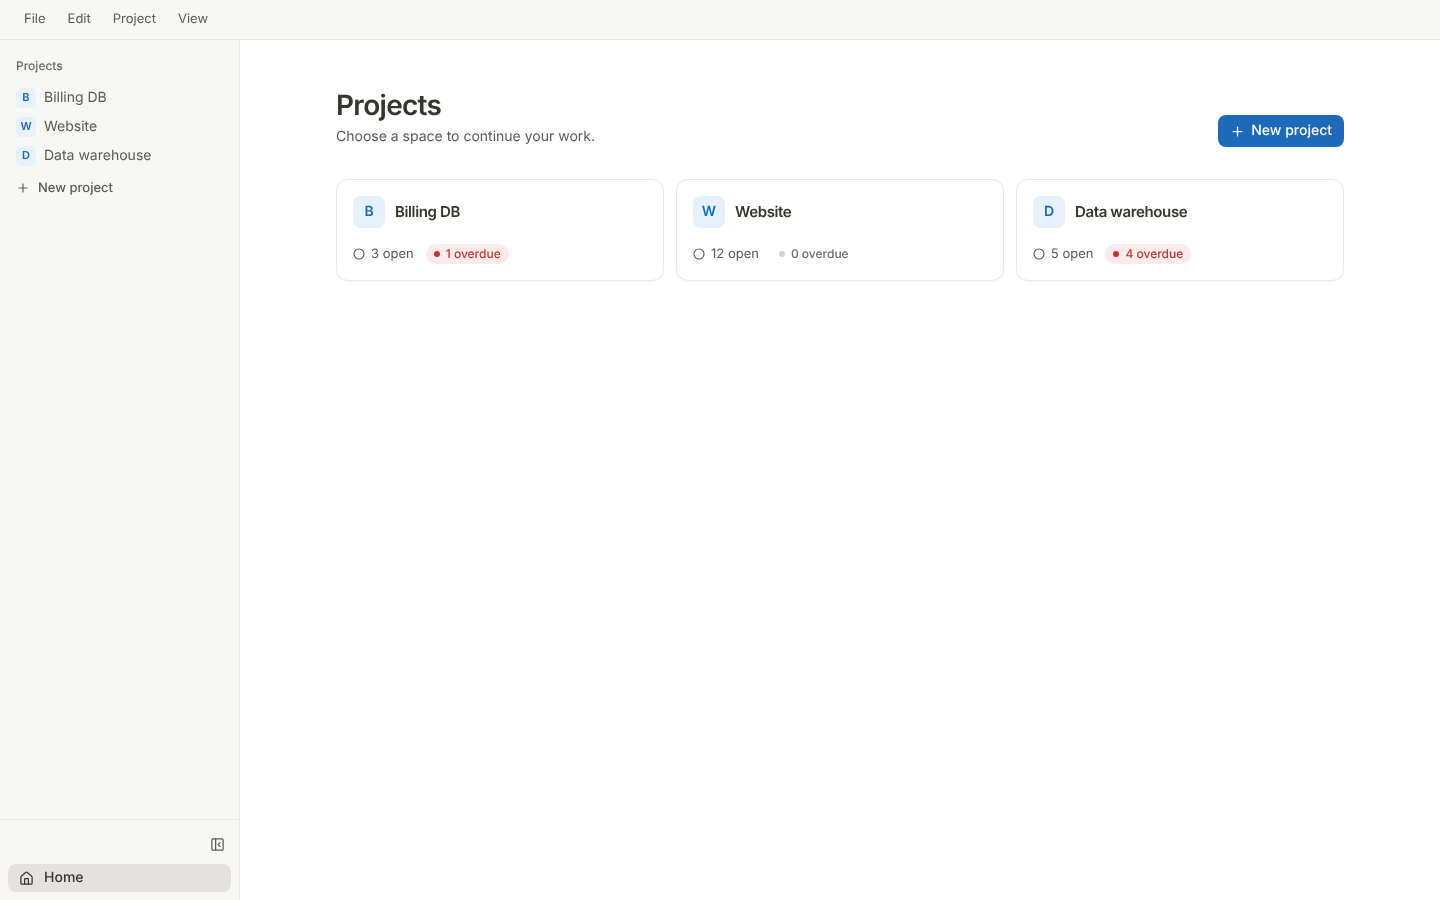 File Edit Project View
Projects
B Billing DB
W Website
D Data warehouse
+ New project
Home
Projects
Choose a space to continue your work.
+ New project
B Billing DB
3 open 1 overdue
W Website
12 open 0 overdue
D Data warehouse
5 open 4 overdue